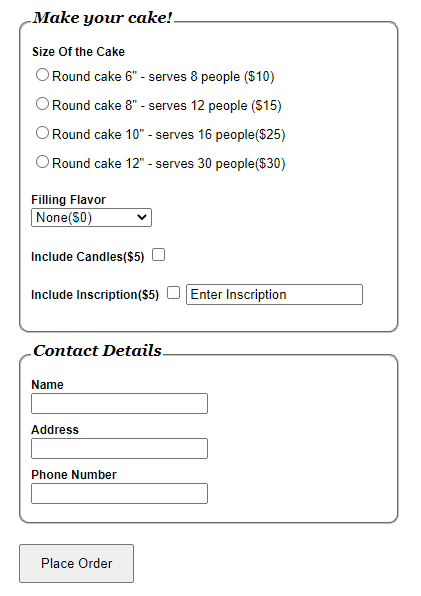 Make your cake!
Size Of the Cake
Round cake 6" - serves 8 people ($10)
Round cake 8" - serves 12 people ($15)
Round cake 10" - serves 16 people($25)
Round cake 12" - serves 30 people($30)
Filling Flavor
None($0)
Include Candles($5)
Include Inscription($5) Enter Inscription
Contact Details
Name
Address
Phone Number
Place Order